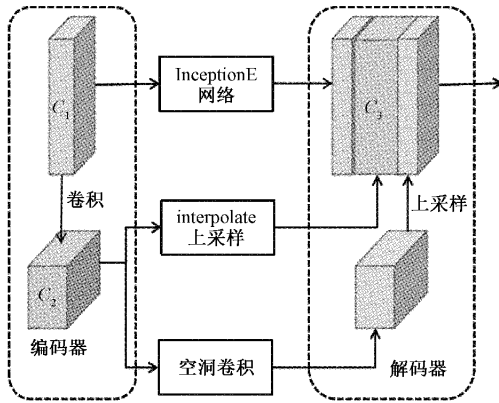 C₁
InceptionE
网络
C₃
卷积
interpolate
上采样
上采样
C₂
编码器
空洞卷积
解码器